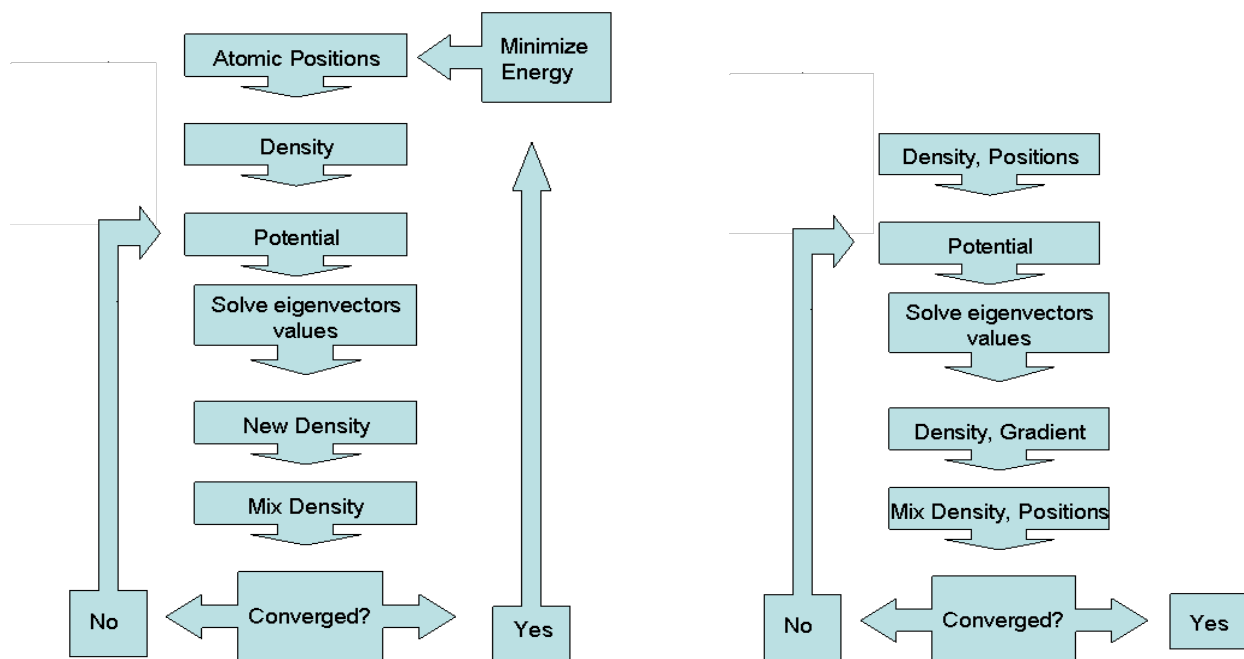 Atomic Positions
Minimize
Energy
Density
Potential
Solve eigenvectors
values
New Density
Mix Density
No
Converged?
Yes
Density, Positions
Potential
Solve eigenvectors
values
Density, Gradient
Mix Density, Positions
No
Converged?
Yes